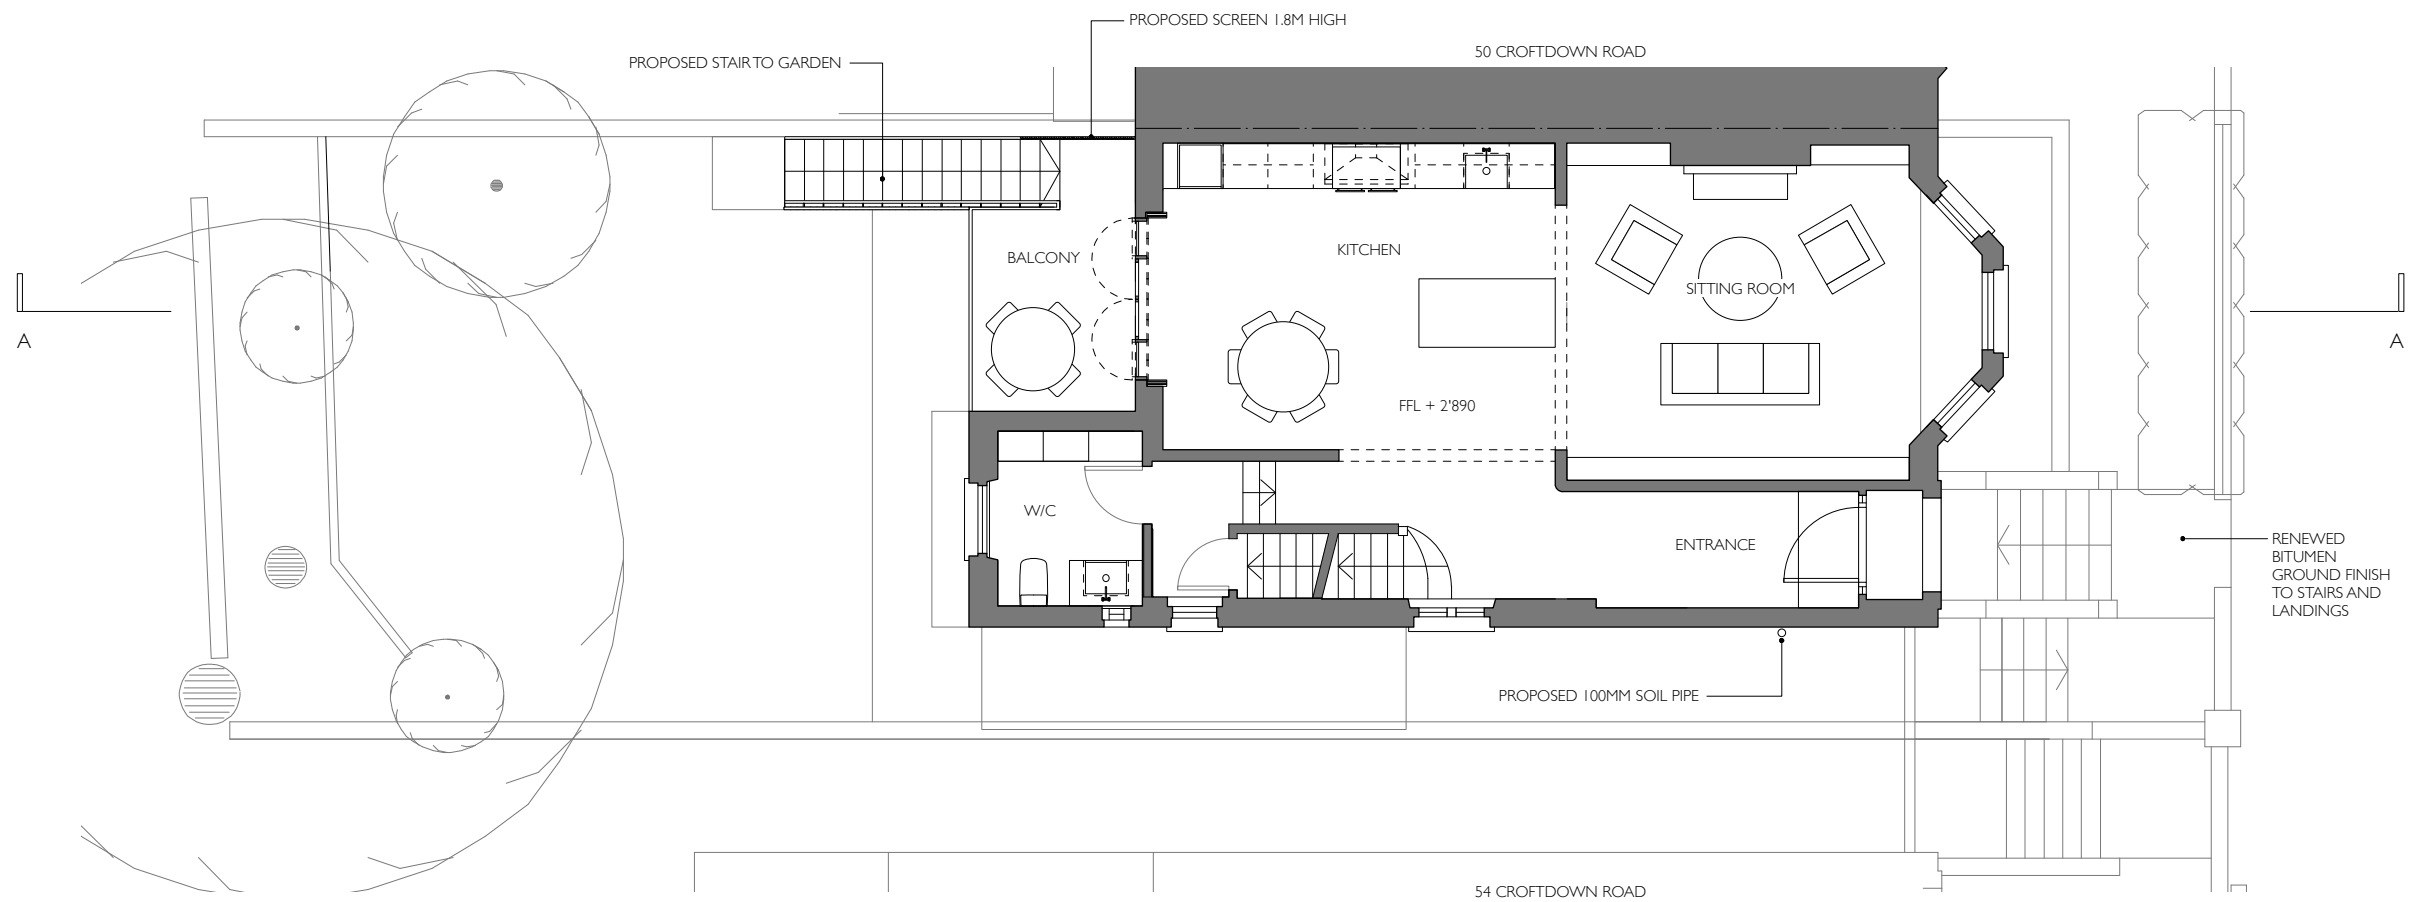 PROPOSED SCREEN 1.8M HIGH
50 CROFTDOWN ROAD
PROPOSED STAIR TO GARDEN
BALCONY
KITCHEN
SITTING ROOM
A
A
FFL + 2'890
W/C
ENTRANCE
RENEWED
BITUMEN
GROUND FINISH
TO STAIRS AND
LANDINGS
PROPOSED 100MM SOIL PIPE
54 CROFTDOWN ROAD